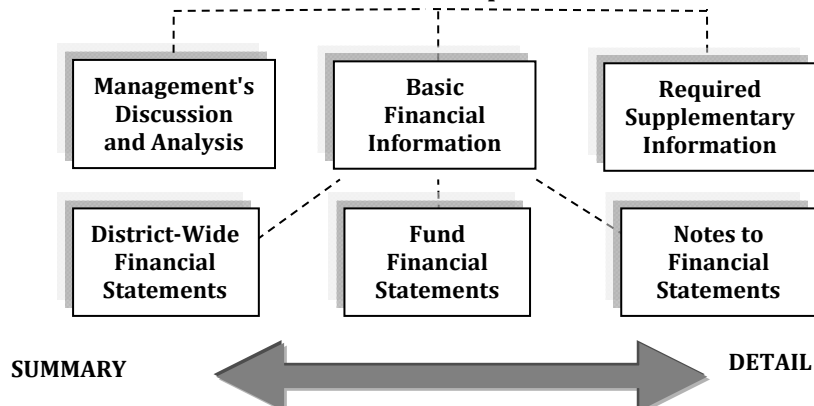 Management's
Discussion
and Analysis
Basic
Financial
Information
Required
Supplementary
Information
District-Wide
Financial
Statements
Fund
Financial
Statements
Notes to
Financial
Statements
SUMMARY
DETAIL